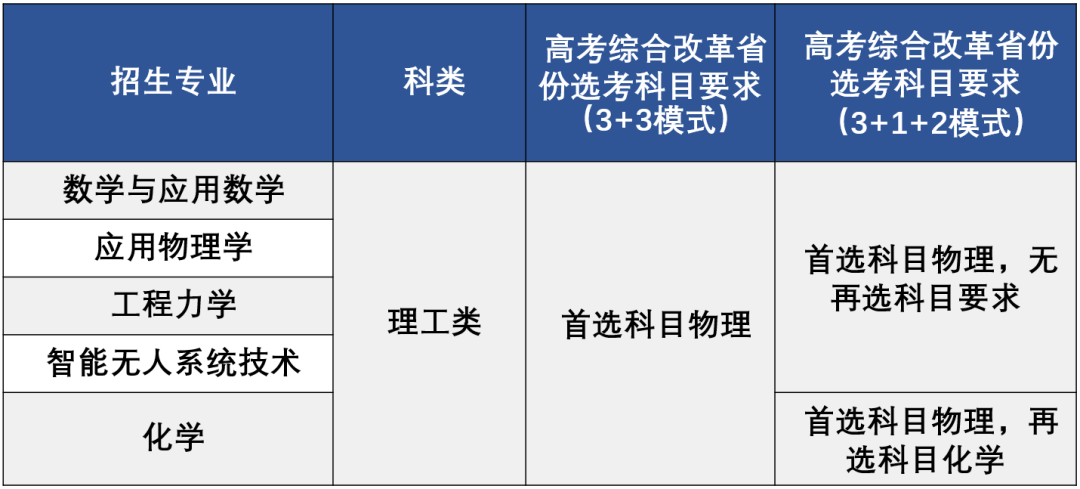 招生专业
科类
高考综合改革省
份选考科目要求
（3+3模式）
高考综合改革省份
选考科目要求
（3+1+2模式）
数学与应用数学
应用物理学
工程力学
智能无人系统技术
化学
理工类
首选科目物理
首选科目物理，无
再选科目要求
首选科目物理，再
选科目化学